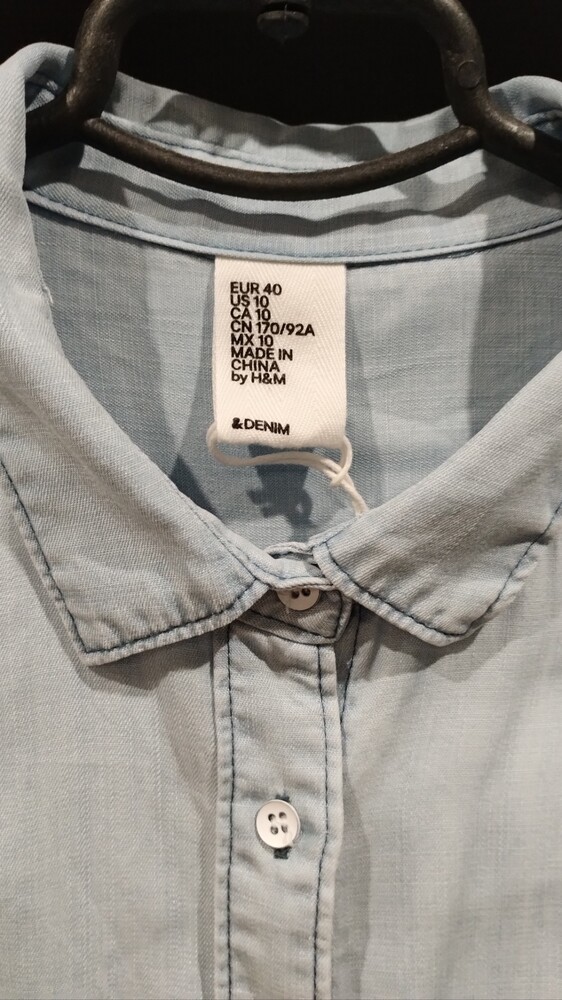 EUR 40
US 10
CA 10
CN 170/92A
MX 10
MADE IN
CHINA
by H&M
&DENIM